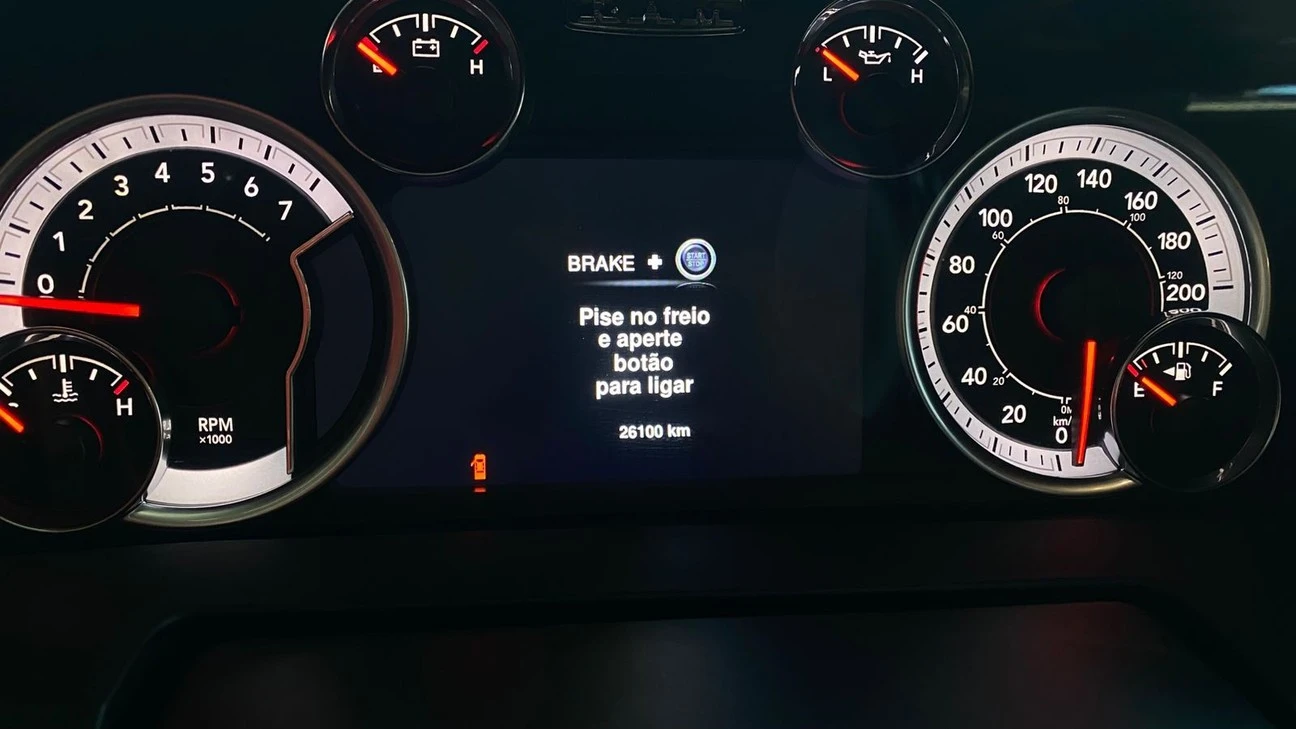 H
L H
0 1 2 3 4 5 6 7
RPM
×1000
H
BRAKE + START STOP
Pise no freio
e aperte
botão
para ligar
26100 km
0 20 40 60 80 100 120 140 160 180 200
20 40 60 80 100 120
km/
E F